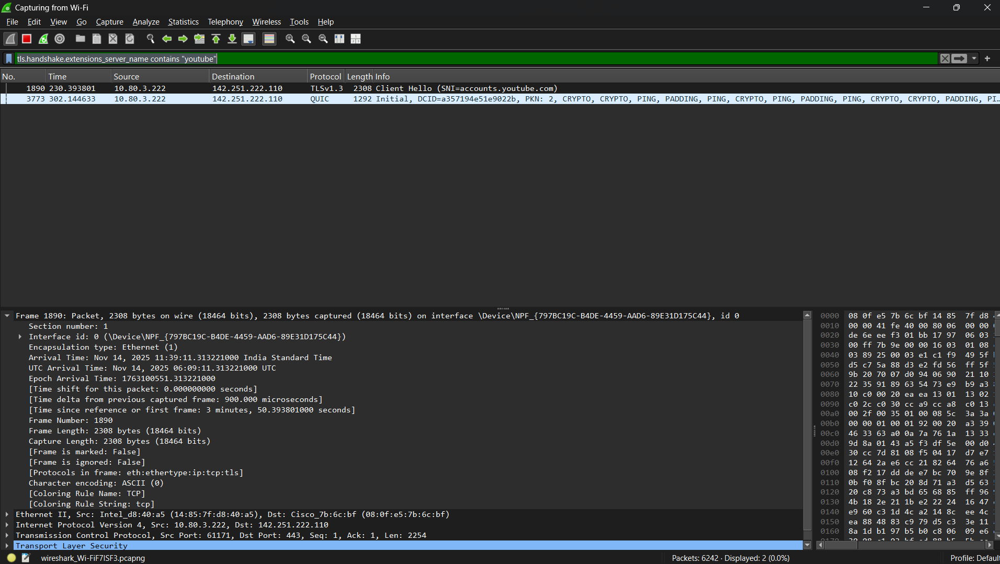 Capturing from Wi-Fi
File Edit View Go Capture Analyze Statistics Telephony Wireless Tools Help
tls.handshake.extensions_server_name contains "youtube"
No. Time Source Destination Protocol Length Info
1890 230.393801 10.80.3.222 142.251.222.110 TLSv1.3 2308 Client Hello (SNI=accounts.youtube.com)
3773 302.144633 10.80.3.222 142.251.222.110 QUIC 1292 Initial, DCID=a357194e51e9022b, PKN: 2, CRYPTO, CRYPTO, PING, PADDING, PING, CRYPTO, PING, PADDING, PING, CRYPTO, CRYPTO, PADDING, PI…
Frame 1890: Packet, 2308 bytes on wire (18464 bits), 2308 bytes captured (18464 bits) on interface \Device\NPF_{797BC19C-B4DE-4459-AAD6-89E31D175C44}, id 0
Section number: 1
Interface id: 0 (\Device\NPF_{797BC19C-B4DE-4459-AAD6-89E31D175C44})
Encapsulation type: Ethernet (1)
Arrival Time: Nov 14, 2025 11:39:11.313221000 India Standard Time
UTC Arrival Time: Nov 14, 2025 06:09:11.313221000 UTC
Epoch Arrival Time: 1763100551.313221000
[Time shift for this packet: 0.000000000 seconds]
[Time delta from previous captured frame: 900.000 microseconds]
[Time since reference or first frame: 3 minutes, 50.393801000 seconds]
Frame Number: 1890
Frame Length: 2308 bytes (18464 bits)
Capture Length: 2308 bytes (18464 bits)
[Frame is marked: False]
[Frame is ignored: False]
[Protocols in frame: eth:ethertype:ip:tcp:tls]
Character encoding: ASCII (0)
[Coloring Rule Name: TCP]
[Coloring Rule String: tcp]
Ethernet II, Src: Intel_d8:40:a5 (14:85:7f:d8:40:a5), Dst: Cisco_7b:6c:bf (08:0f:e5:7b:6c:bf)
Internet Protocol Version 4, Src: 10.80.3.222, Dst: 142.251.222.110
Transmission Control Protocol, Src Port: 61171, Dst Port: 443, Seq: 1, Ack: 1, Len: 2254
Transport Layer Security
0000 08 0f e5 7b 6c bf 14 85 7f d8
0010 00 00 41 fe 40 00 80 06 00 00
0020 de 6e ee f3 01 bb 17 97 06 03
0030 00 ff 7b 9e 00 00 16 03 01 08
0040 03 89 25 00 03 e1 c1 f9 49 5f
0050 d5 c7 5a 88 d3 e2 fd 56 ff 5f
0060 9b 20 70 07 d0 94 06 90 21 10
0070 22 35 91 89 63 54 73 e9 b9 a3
0080 10 c0 00 20 ea ea 13 01 13 02
0090 c0 2c c0 30 cc a9 cc a8 c0 13
00a0 00 2f 00 35 01 00 08 5c 3a 3a
00b0 00 00 01 00 01 92 00 20 a3 39
00c0 46 33 63 a0 0a 7a 76 1a 13 33
00d0 9d 8a 01 43 a5 f3 df 5e 00 d0
00e0 30 cc 7d 81 08 f5 04 17 d7 e7
00f0 12 64 2a e6 cc 21 82 64 76 a6
0100 08 f2 17 dd de e7 bc 70 9e 8f
0110 0b f0 8f bc 20 8d 71 a3 d5 63
0120 20 c8 73 a3 bd 65 68 85 ff 96
0130 4b 18 2e 21 1b e2 22 24 16 47
0140 e9 60 c3 1d 4c a2 14 8c ee 4c
0150 ea 88 48 83 c9 79 d5 c3 3e 11
0160 8a 1d b1 97 b5 b0 c8 06 09 e6
wireshark_Wi-FiF7ISF3.pcapng
Packets: 6242 · Displayed: 2 (0.0%)
Profile: Default